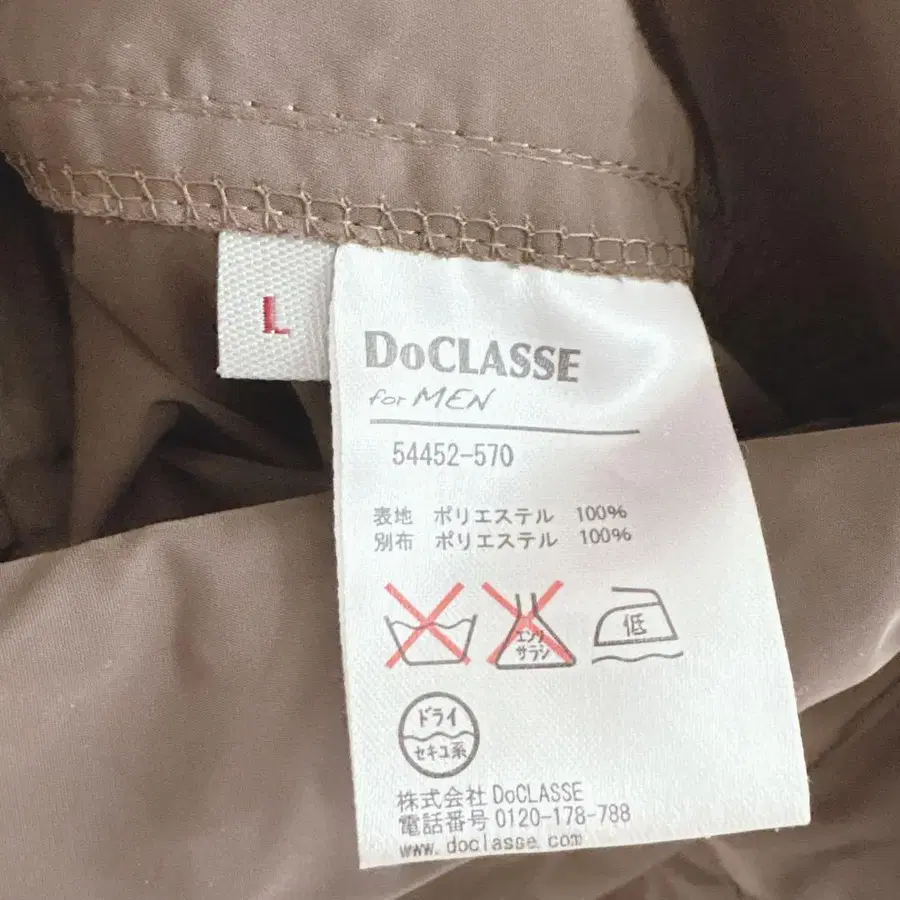 L
DoCLASSE
for MEN
54452-570
表地 ポリエステル 100%
別布 ポリエステル 100%
エンソ
サラシ
低
ドライ
セキユ系
株式会社 DoCLASSE
電話番号 0120-178-788
www.doclasse.com